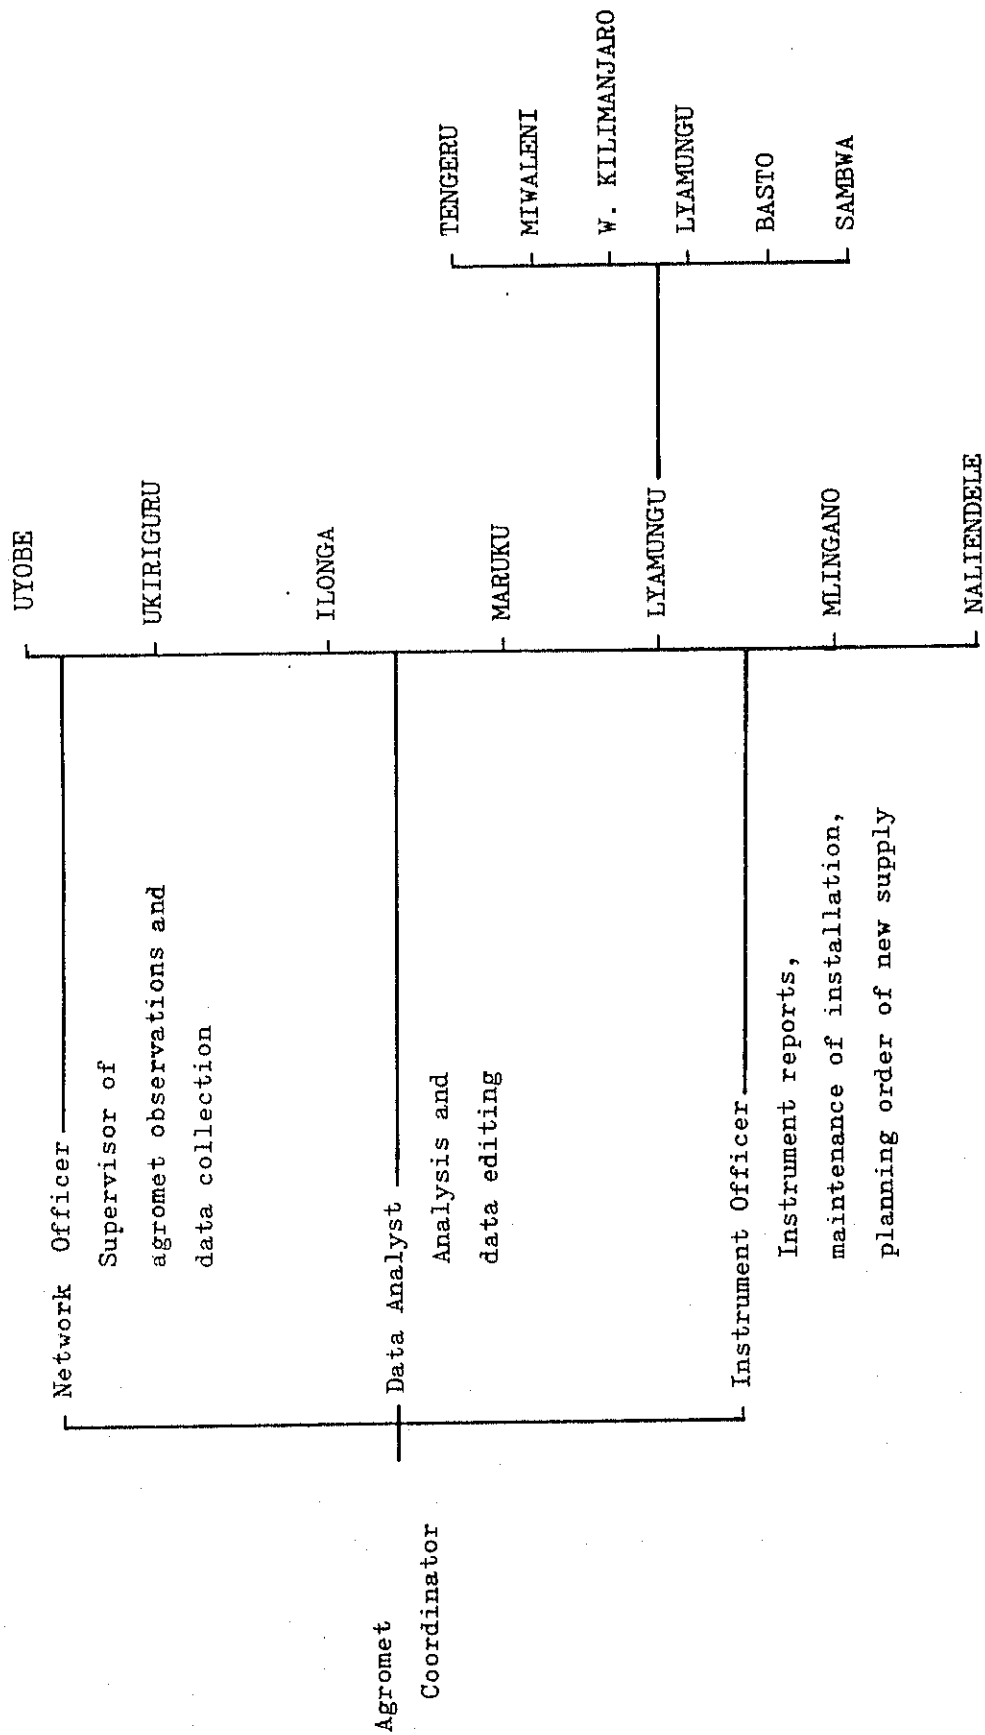 Agromet
Coordinator
Network Officer
Supervisor of
agromet observations and
data collection
Data Analyst
Analysis and
data editing
Instrument Officer
Instrument reports,
maintenance of installation,
planning order of new supply
UYOBE
UKIRIGURU
ILONGA
MARUKU
LYAMUNGU
MLINGANO
NALIENDELE
TENGERU
MIWALENI
W. KILIMANJARO
LYAMUNGU
BASTO
SAMBWA